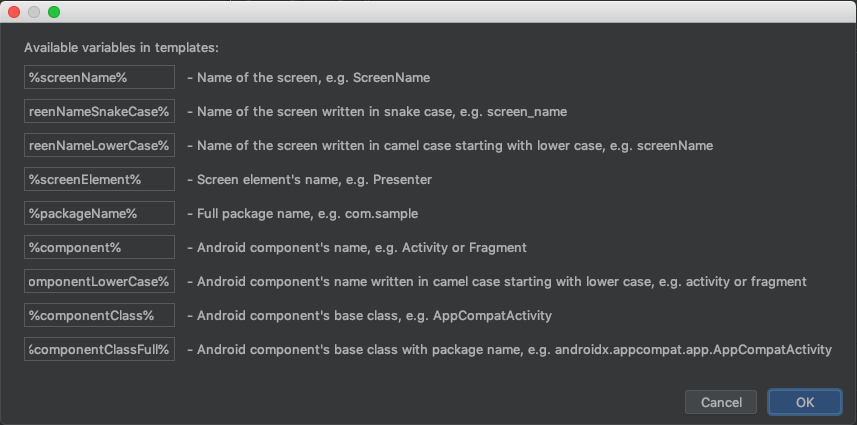 Available variables in templates:
%screenName% - Name of the screen, e.g. ScreenName
reenNameSnakeCase% - Name of the screen written in snake case, e.g. screen_name
reenNameLowerCase% - Name of the screen written in camel case starting with lower case, e.g. screenName
%screenElement% - Screen element's name, e.g. Presenter
%packageName% - Full package name, e.g. com.sample
%component% - Android component's name, e.g. Activity or Fragment
omponentLowerCase% - Android component's name written in camel case starting with lower case, e.g. activity or fragment
%componentClass% - Android component's base class, e.g. AppCompatActivity
%componentClassFull% - Android component's base class with package name, e.g. androidx.appcompat.app.AppCompatActivity
Cancel OK